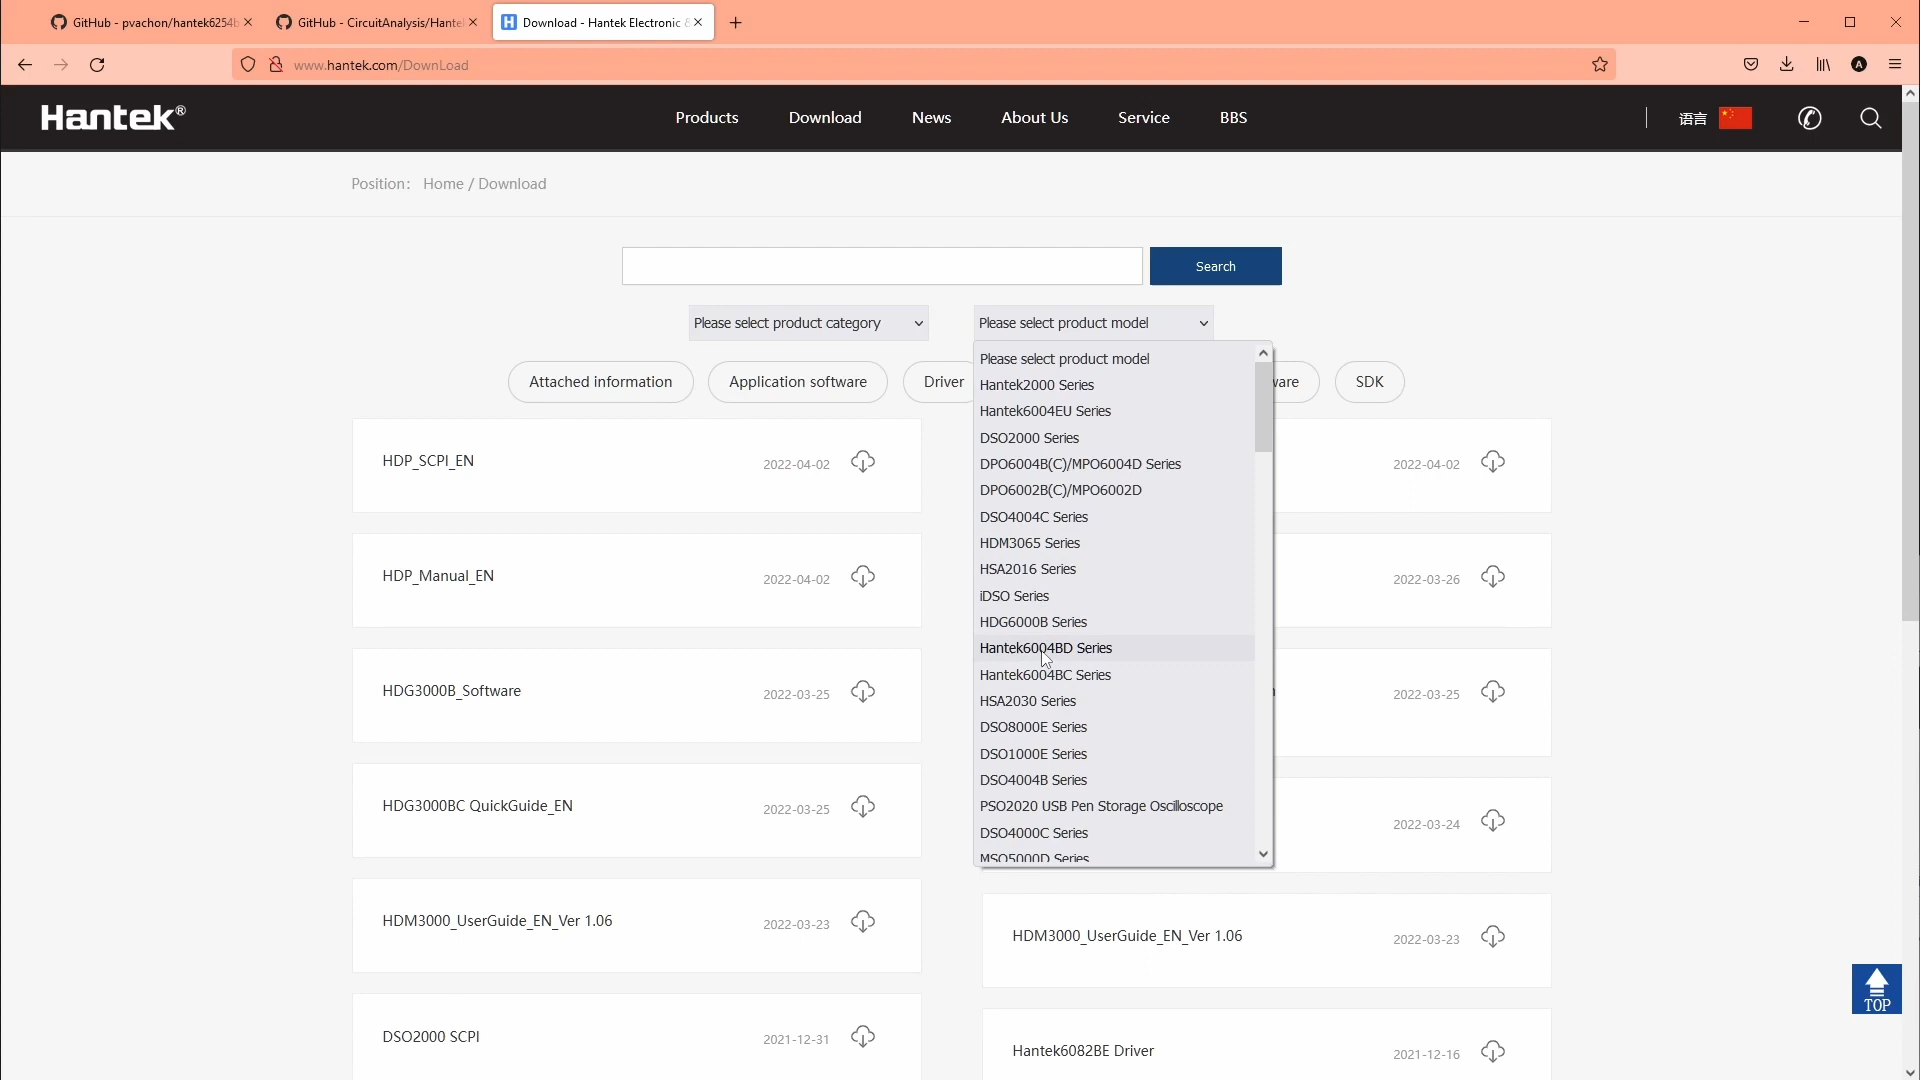 GitHub - pvachon/hantek6254b
GitHub - CircuitAnalysis/Hantek
Download - Hantek Electronic &
www.hantek.com/DownLoad
A
Hantek®
Products
Download
News
About Us
Service
BBS
语言
Position: Home / Download
Search
Please select product category
Please select product model
Attached information
Application software
Driver
ware
SDK
Please select product model
Hantek2000 Series
Hantek6004EU Series
DSO2000 Series
DPO6004B(C)/MPO6004D Series
DPO6002B(C)/MPO6002D
DSO4004C Series
HDM3065 Series
HSA2016 Series
iDSO Series
HDG6000B Series
Hantek6004BD Series
Hantek6004BC Series
HSA2030 Series
DSO8000E Series
DSO1000E Series
DSO4004B Series
PSO2020 USB Pen Storage Oscilloscope
DSO4000C Series
MSO5000D Series
HDP_SCPI_EN
2022-04-02
2022-04-02
HDP_Manual_EN
2022-04-02
2022-03-26
HDG3000B_Software
2022-03-25
2022-03-25
HDG3000BC QuickGuide_EN
2022-03-25
2022-03-24
HDM3000_UserGuide_EN_Ver 1.06
2022-03-23
HDM3000_UserGuide_EN_Ver 1.06
2022-03-23
DSO2000 SCPI
2021-12-31
Hantek6082BE Driver
2021-12-16
TOP